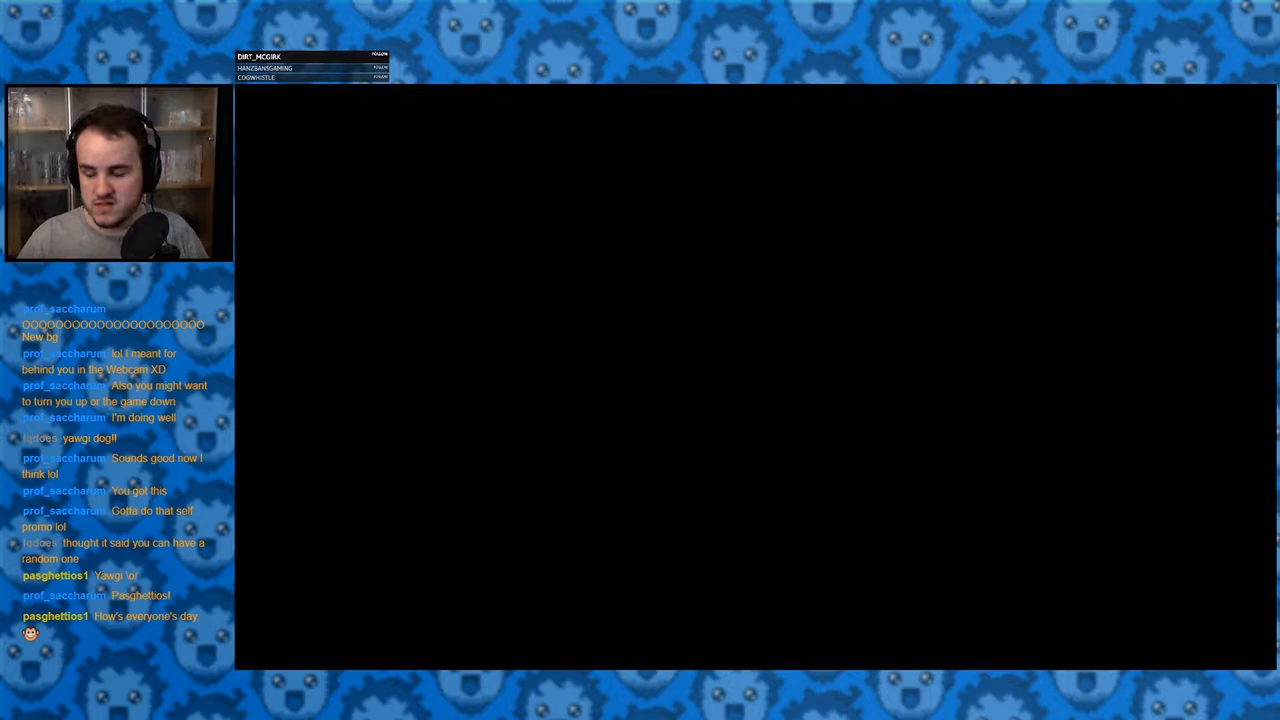 DIRT_MCGIRK FOLLOW
HANZBANSGAMING FOLLOW
COGWHISTLE FOLLOW
prof_saccharum
OOOOOOOOOOOOOOOOOOOOOO
New bg
prof_saccharum lol I meant for
behind you in the Webcam XD
prof_saccharum Also you might want
to turn you up or the game down
prof_saccharum I'm doing well
yawgi dog!!
prof_saccharum Sounds good now I
think lol
prof_saccharum You got this
prof_saccharum Gotta do that self
promo lol
thought it said you can have a
random one
pasghettios1 Yawgi \o/
prof_saccharum Pasghettios!
pasghettios1 How's everyone's day